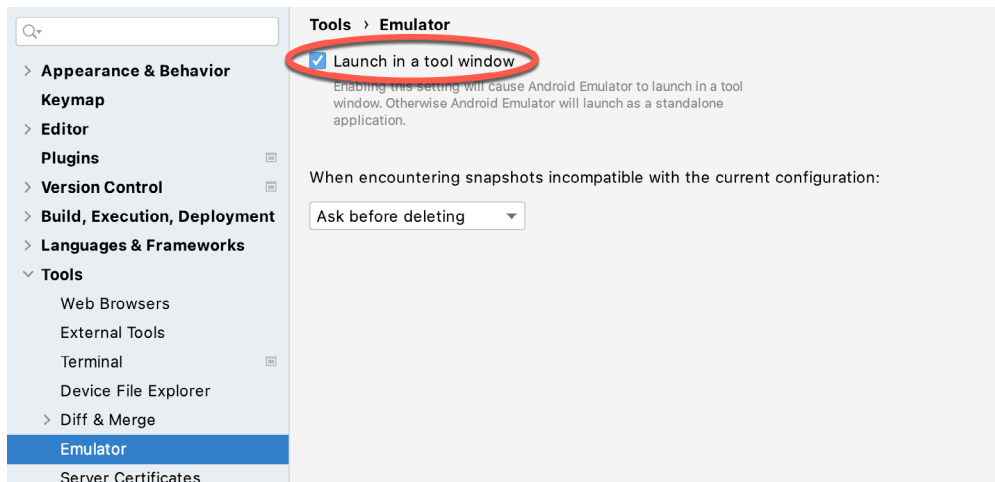 Appearance & Behavior
Keymap
Editor
Plugins
Version Control
Build, Execution, Deployment
Languages & Frameworks
Tools
Web Browsers
External Tools
Terminal
Device File Explorer
Diff & Merge
Emulator
Server Certificates
Tools › Emulator
Launch in a tool window
Enabling this setting will cause Android Emulator to launch in a tool
window. Otherwise Android Emulator will launch as a standalone
application.
When encountering snapshots incompatible with the current configuration:
Ask before deleting